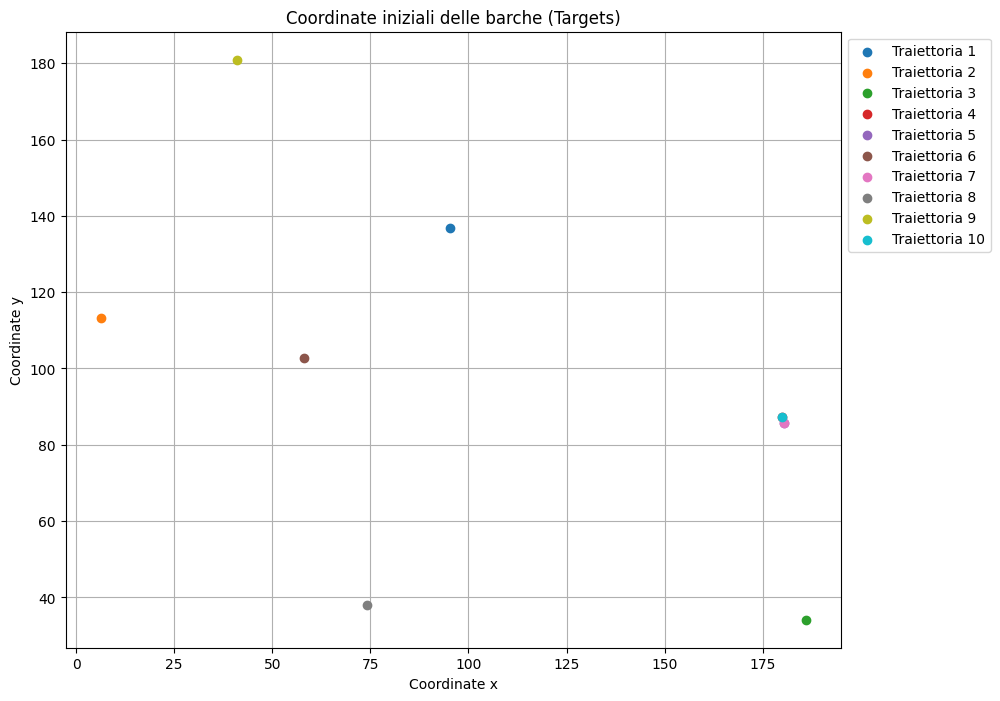 Coordinate iniziali delle barche (Targets)
Traiettoria 1
Traiettoria 2
Traiettoria 3
Traiettoria 4
Traiettoria 5
Traiettoria 6
Traiettoria 7
Traiettoria 8
Traiettoria 9
Traiettoria 10
Coordinate y
180
160
140
120
100
80
60
40
0
25
50
75
100
125
150
175
Coordinate x